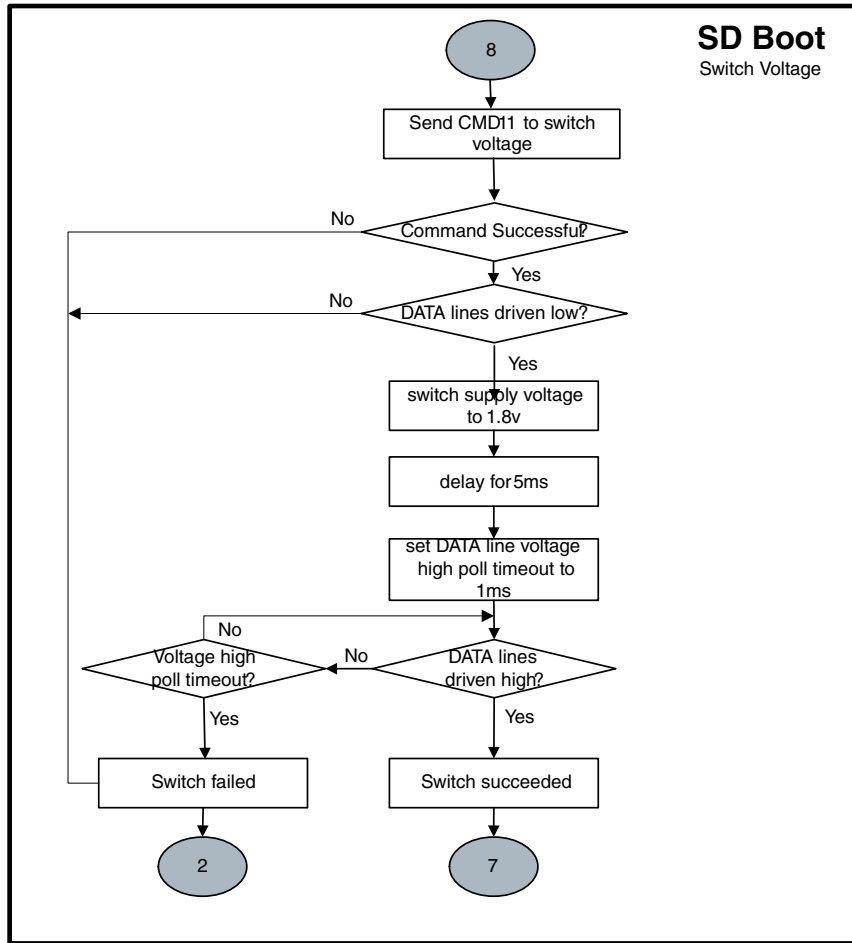 SD Boot
Switch Voltage
8
Send CMD11 to switch
voltage
No
Command Successful?
Yes
No
DATA lines driven low?
Yes
switch supply voltage
to 1.8v
delay for 5ms
set DATA line voltage
high poll timeout to
1ms
No
Voltage high
poll timeout?
No
DATA lines
driven high?
Yes
Yes
Switch failed
Switch succeeded
2
7